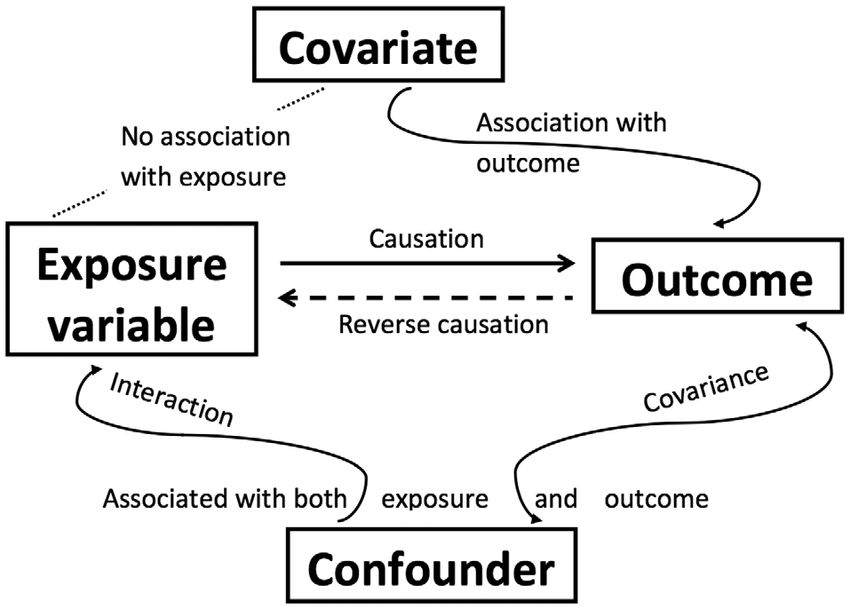 Covariate
No association
with exposure
Association with
outcome
Exposure
variable
Causation
Reverse causation
Outcome
Interaction
Covariance
Associated with both exposure and outcome
Confounder